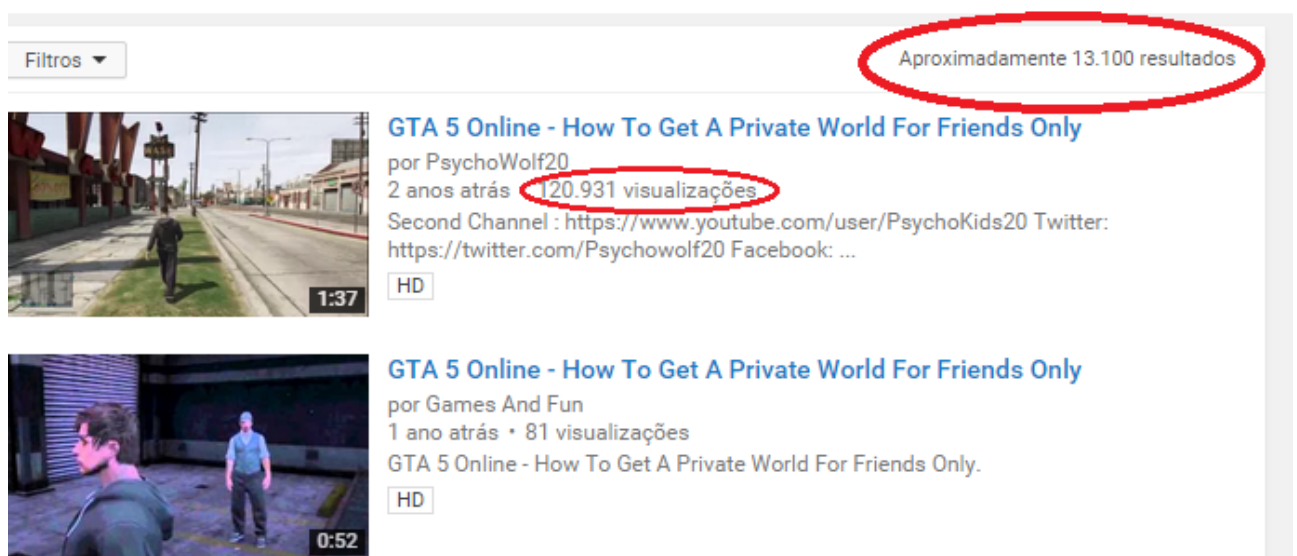 Filtros
Aproximadamente 13.100 resultados
GTA 5 Online - How To Get A Private World For Friends Only
por PsychoWolf20
2 anos atrás 120.931 visualizações
Second Channel : https://www.youtube.com/user/PsychoKids20 Twitter:
https://twitter.com/Psychowolf20 Facebook: ...
HD
1:37
GTA 5 Online - How To Get A Private World For Friends Only
por Games And Fun
1 ano atrás • 81 visualizações
GTA 5 Online - How To Get A Private World For Friends Only.
HD
0:52